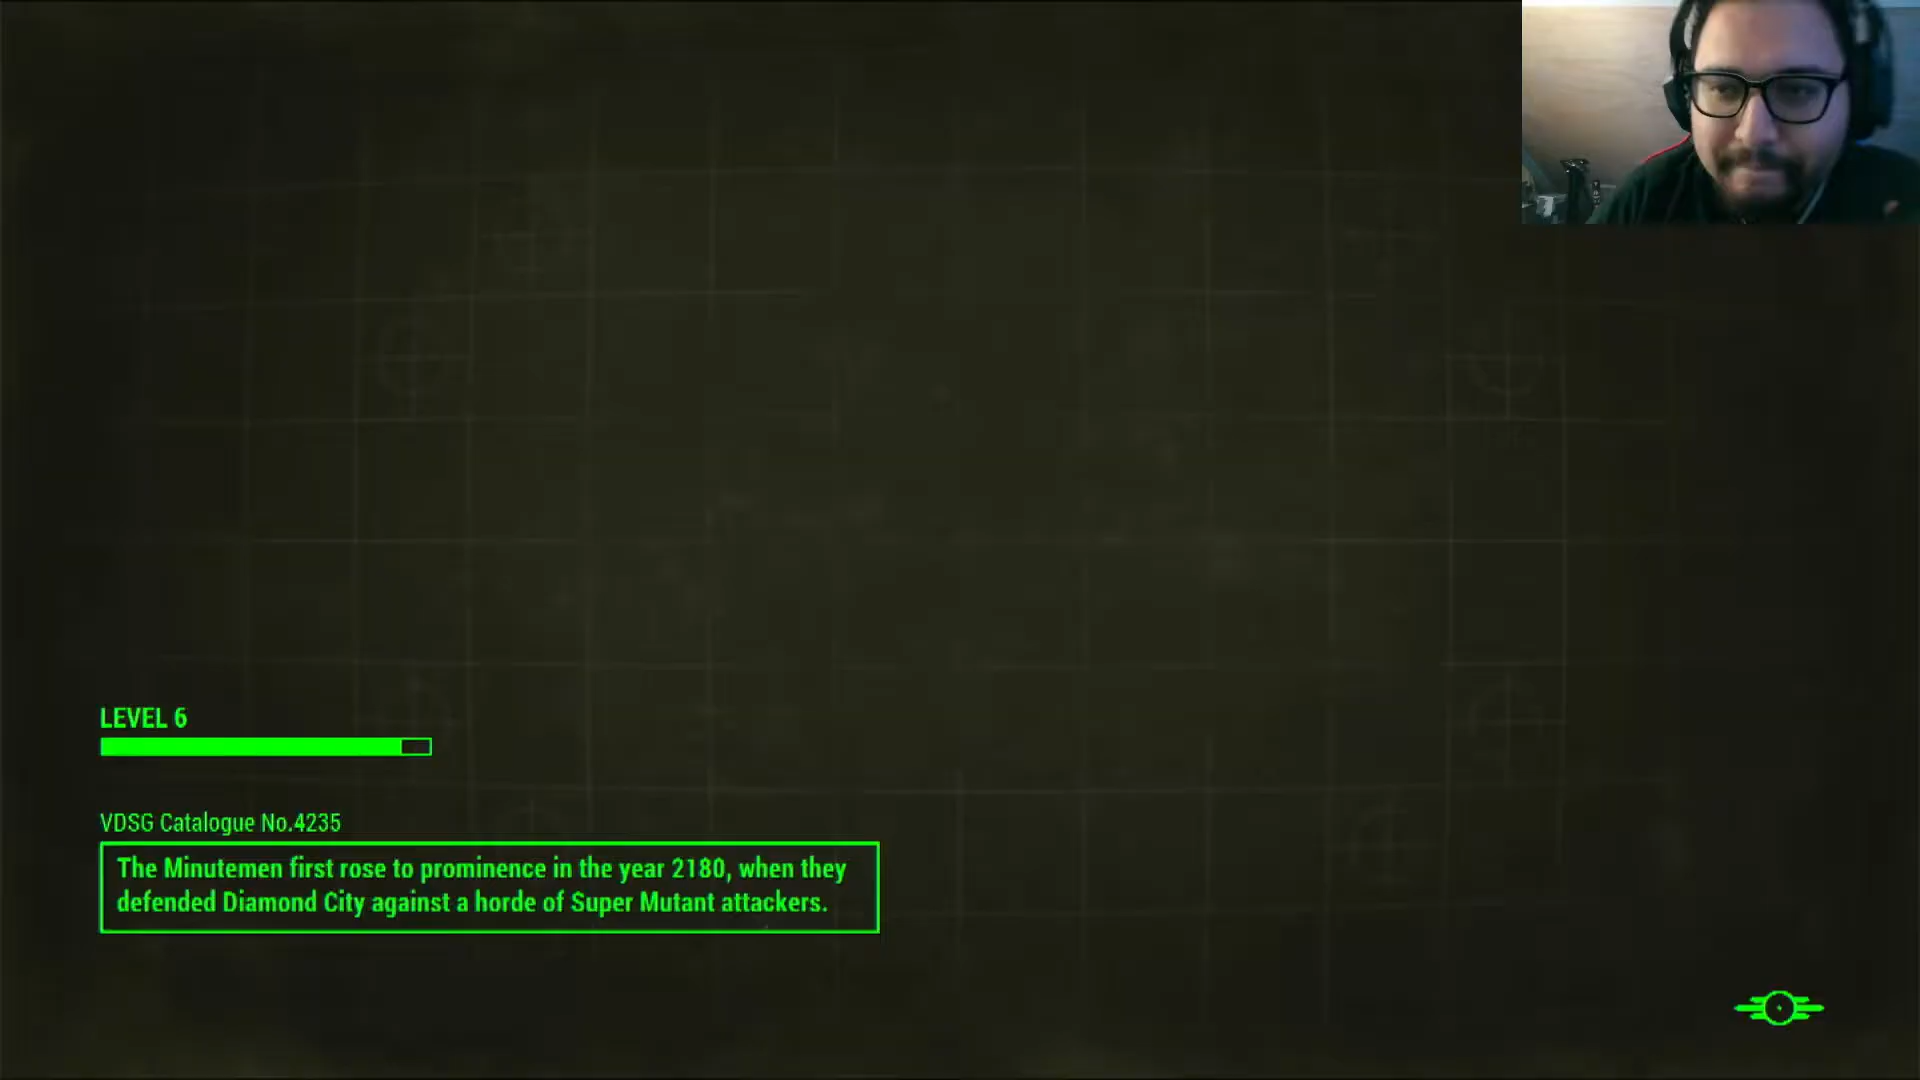 LEVEL 6
VDSG Catalogue No.4235
The Minutemen first rose to prominence in the year 2180, when they
defended Diamond City against a horde of Super Mutant attackers.